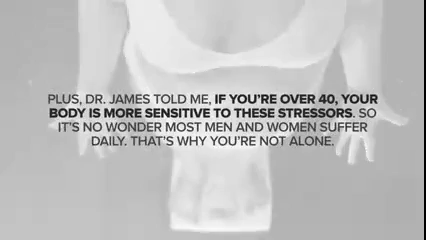 PLUS, DR. JAMES TOLD ME, IF YOU'RE OVER 40, YOUR
BODY IS MORE SENSITIVE TO THESE STRESSORS. SO
IT'S NO WONDER MOST MEN AND WOMEN SUFFER
DAILY. THAT'S WHY YOU'RE NOT ALONE.